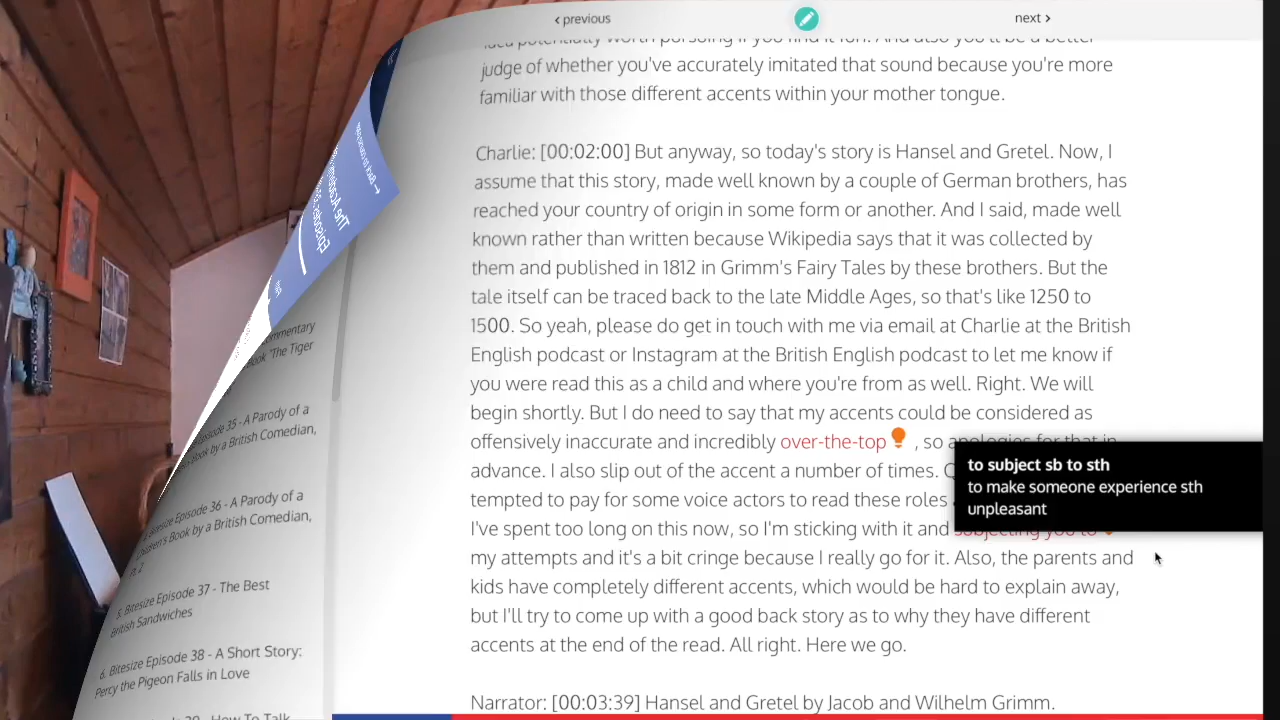 previous
next
judge of whether you've accurately imitated that sound because you're more
familiar with those different accents within your mother tongue.
Charlie: [00:02:00] But anyway, so today's story is Hansel and Gretel. Now, I
assume that this story, made well known by a couple of German brothers, has
reached your country of origin in some form or another. And I said, made well
known rather than written because Wikipedia says that it was collected by
them and published in 1812 in Grimm's Fairy Tales by these brothers. But the
tale itself can be traced back to the late Middle Ages, so that's like 1250 to
1500. So yeah, please do get in touch with me via email at Charlie at the British
English podcast or Instagram at the British English podcast to let me know if
you were read this as a child and where you're from as well. Right. We will
begin shortly. But I do need to say that my accents could be considered as
offensively inaccurate and incredibly over-the-top , so apologies for that in
advance. I also slip out of the accent a number of times.
tempted to pay for some voice actors to read these roles
I've spent too long on this now, so I'm sticking with it and subjecting you to
my attempts and it's a bit cringe because I really go for it. Also, the parents and
kids have completely different accents, which would be hard to explain away,
but I'll try to come up with a good back story as to why they have different
accents at the end of the read. All right. Here we go.
Narrator: [00:03:39] Hansel and Gretel by Jacob and Wilhelm Grimm.
to subject sb to sth
to make someone experience sth
unpleasant
The Tiger
Episode 35 - A Parody of a
Book by a British Comedian,
Episode 36 - A Parody of a
Book by a British Comedian,
Pt. 2
5. Bitesize Episode 37 - The Best
British Sandwiches
6. Bitesize Episode 38 - A Short Story:
Percy the Pigeon Falls in Love
How To Talk